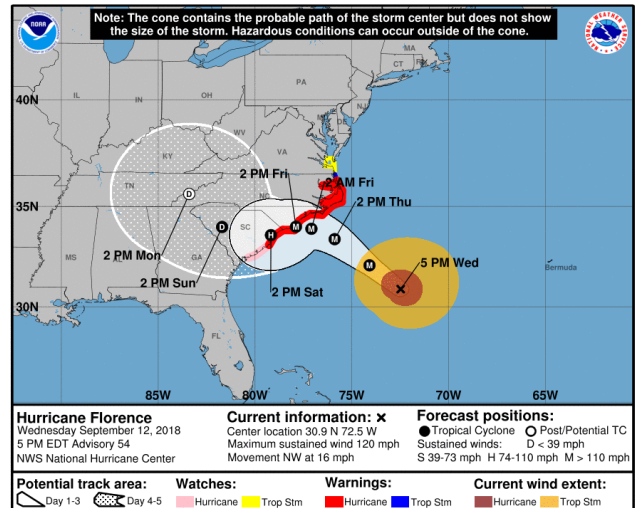 Note: The cone contains the probable path of the storm center but does not show
the size of the storm. Hazardous conditions can occur outside of the cone.
NOAA
NATIONAL WEATHER SERVICE
MA
CT
RI
40N
IL
IN
OH
PA
NJ
MD
DE
WV
KY
VA
2 PM Fri
2 AM Fri
TN
D
NC
2 PM Thu
35N
D
SC
H
M
M
M
2 PM Mon
MS
AL
GA
M
5 PM Wed
Bermuda
2 PM Sun
2 PM Sat
30N
FL
85W
80W
75W
70W
65W
Hurricane Florence
Wednesday September 12, 2018
5 PM EDT Advisory 54
NWS National Hurricane Center
Current information: ×
Center location 30.9 N 72.5 W
Maximum sustained wind 120 mph
Movement NW at 16 mph
Forecast positions:
Tropical Cyclone Post/Potential TC
Sustained winds: D < 39 mph
S 39-73 mph H 74-110 mph M > 110 mph
Potential track area:
Day 1-3 Day 4-5
Watches:
Hurricane Trop Stm
Warnings:
Hurricane Trop Stm
Current wind extent:
Hurricane Trop Stm